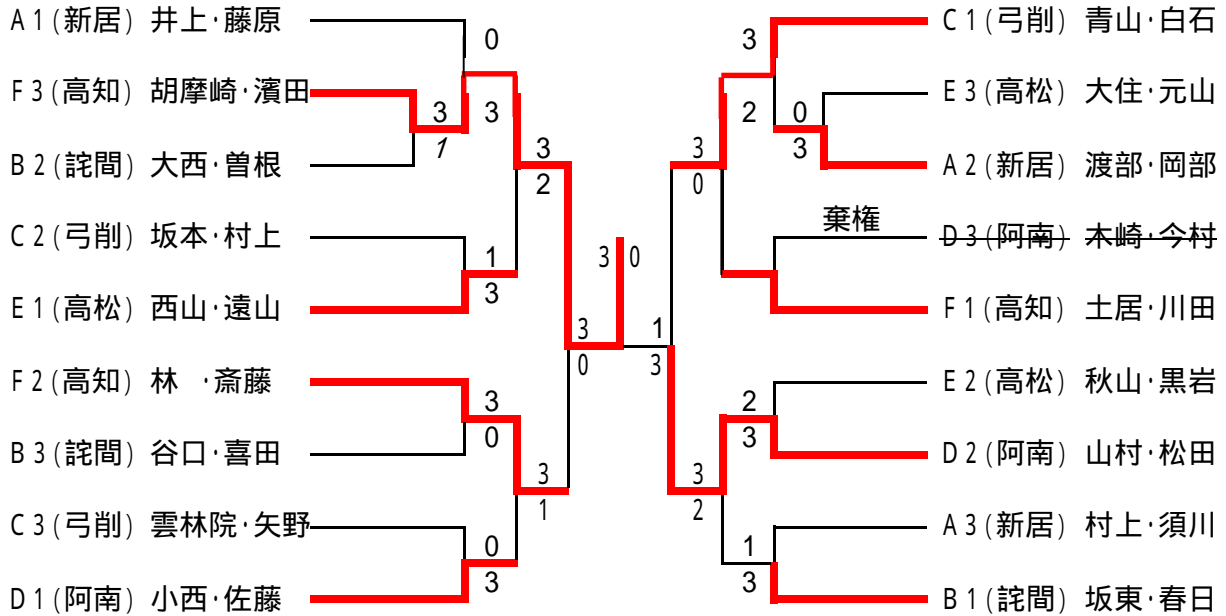 A1(新居) 井上・藤原
0
F3(高知) 胡摩崎・濱田
3
3
1
B2(詫間) 大西・曽根
3
2
C2(弓削) 坂本・村上
1
3
E1(高松) 西山・遠山
3
0
3
0
F2(高知) 林 ・斎藤
3
0
B3(詫間) 谷口・喜田
3
1
C3(弓削) 雲林院・矢野
0
3
D1(阿南) 小西・佐藤
C1(弓削) 青山・白石
3
E3(高松) 大住・元山
2
0
3
A2(新居) 渡部・岡部
3
0
棄権
D3(阿南) 木崎・今村
F1(高知) 土居・川田
1
3
E2(高松) 秋山・黒岩
2
3
D2(阿南) 山村・松田
3
2
A3(新居) 村上・須川
1
3
B1(詫間) 坂東・春日